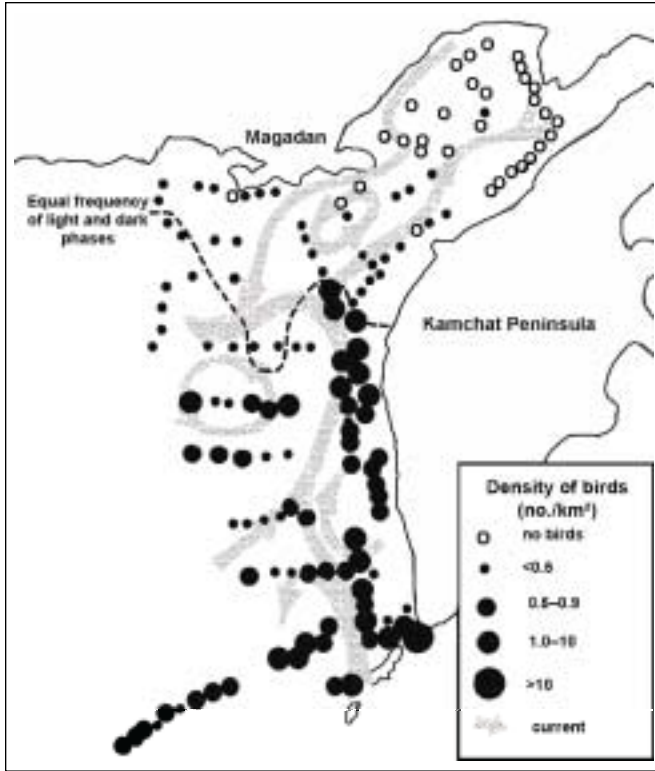 Magadan
Equal frequency
of light and dark
phases
Kamchat Peninsula
Density of birds
(no./km²)
no birds
<0.5
0.5–0.9
1.0–10
>10
current